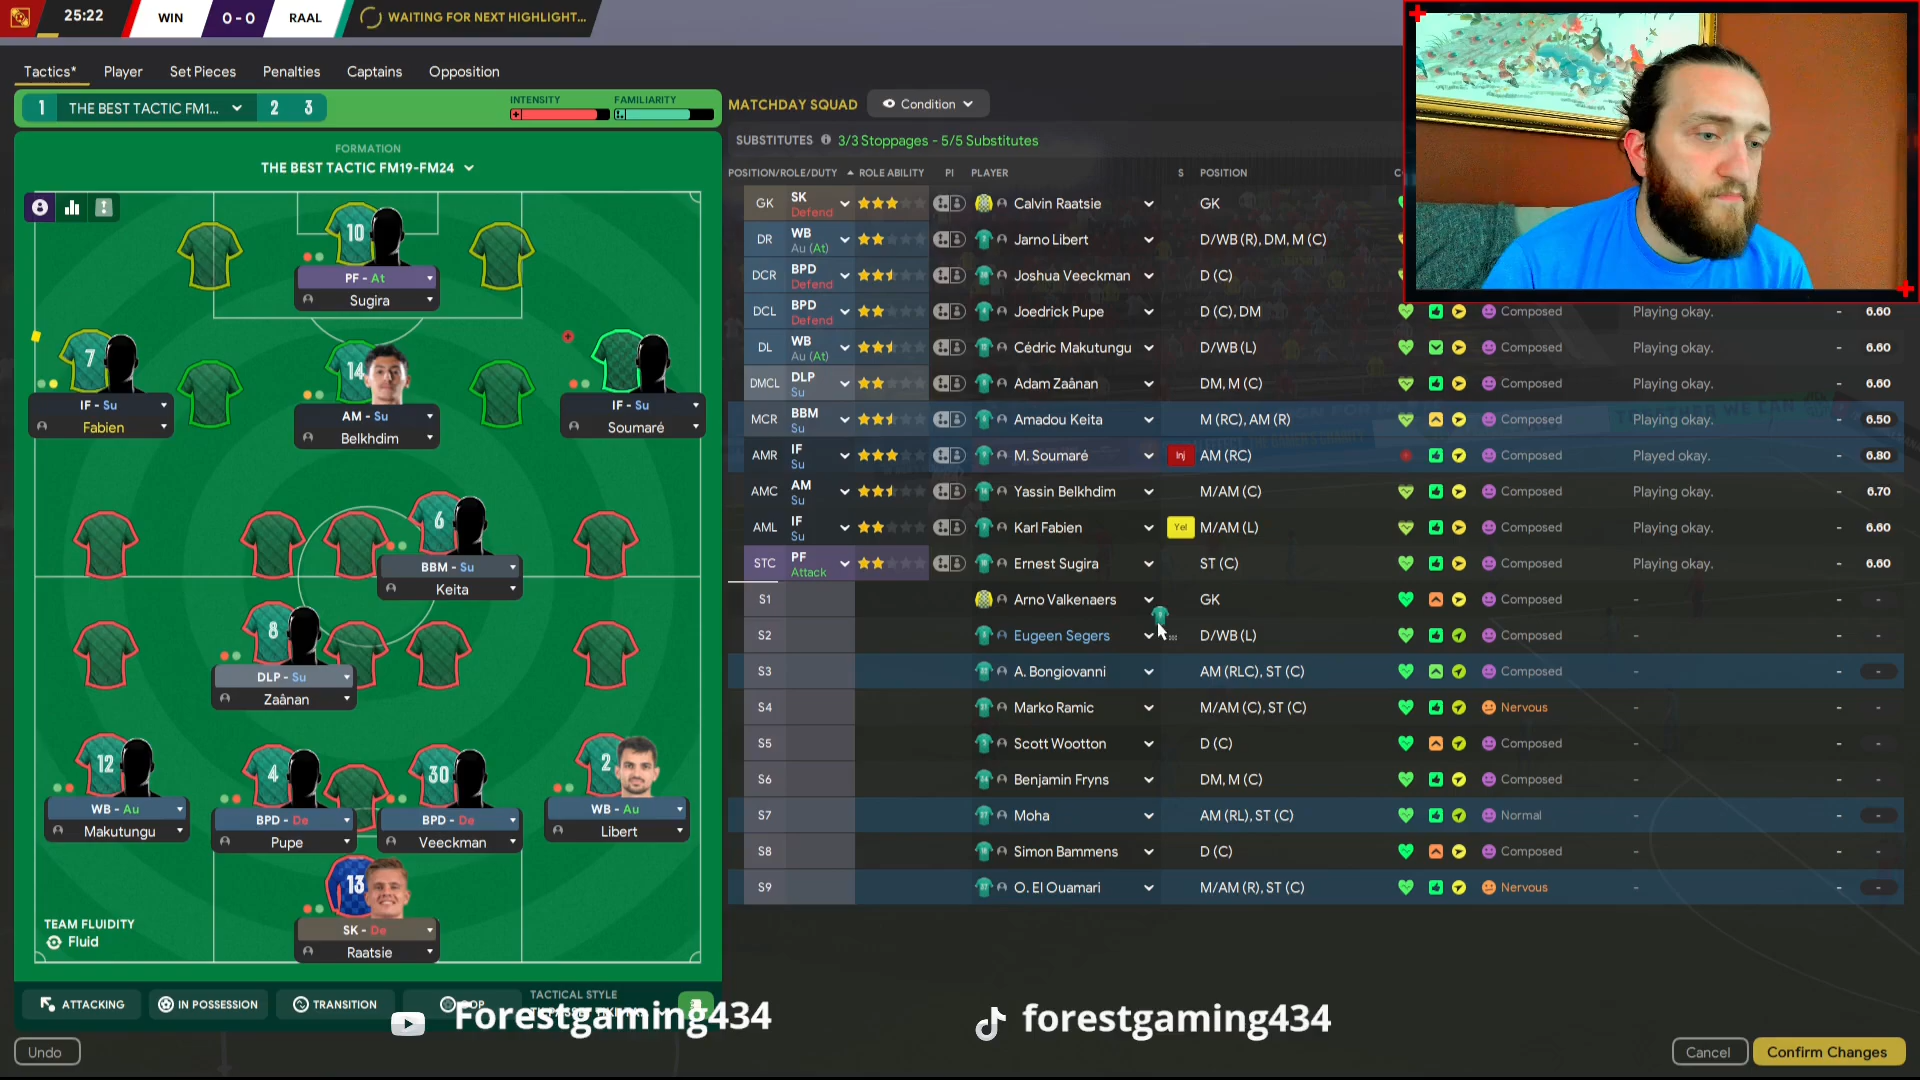 25:22 WIN 0 - 0 RAAL WAITING FOR NEXT HIGHLIGHT...
Tactics* Player Set Pieces Penalties Captains Opposition
1 THE BEST TACTIC FM1... 2 3 INTENSITY FAMILIARITY
FORMATION
THE BEST TACTIC FM19-FM24
10
PF - At
Sugira
7
IF - Su
Fabien
14
AM - Su
Belkhdim
IF - Su
Soumaré
6
BBM - Su
Keita
8
DLP - Su
Zaânan
12
WB - Au
Makutungu
4
BPD - De
Pupe
30
BPD - De
Veeckman
2
WB - Au
Libert
13
SK - De
Raatsie
TEAM FLUIDITY
Fluid
ATTACKING IN POSSESSION TRANSITION
TACTICAL STYLE
Undo
MATCHDAY SQUAD Condition
SUBSTITUTES 3/3 Stoppages - 5/5 Substitutes
POSITION/ROLE/DUTY ROLE ABILITY PI PLAYER S POSITION
GK SK Defend Calvin Raatsie GK
DR WB Au (At) Jarno Libert D/WB (R), DM, M (C)
DCR BPD Defend Joshua Veeckman D (C)
DCL BPD Defend Joedrick Pupe D (C), DM Composed Playing okay. - 6.60
DL WB Au (At) Cédric Makutungu D/WB (L) Composed Playing okay. - 6.60
DMCL DLP Su Adam Zaânan DM, M (C) Composed Playing okay. - 6.60
MCR BBM Su Amadou Keita M (RC), AM (R) Composed Playing okay. - 6.50
AMR IF Su M. Soumaré Inj AM (RC) Composed Played okay. - 6.80
AMC AM Su Yassin Belkhdim M/AM (C) Composed Playing okay. - 6.70
AML IF Su Karl Fabien Yel M/AM (L) Composed Playing okay. - 6.60
STC PF Attack Ernest Sugira ST (C) Composed Playing okay. - 6.60
S1 Arno Valkenaers GK Composed - - -
S2 Eugeen Segers D/WB (L) Composed - - -
S3 A. Bongiovanni AM (RLC), ST (C) Composed - - -
S4 Marko Ramic M/AM (C), ST (C) Nervous - - -
S5 Scott Wootton D (C) Composed - - -
S6 Benjamin Fryns DM, M (C) Composed - - -
S7 Moha AM (RL), ST (C) Normal - - -
S8 Simon Bammens D (C) Composed - - -
S9 O. El Ouamari M/AM (R), ST (C) Nervous - - -
Forestgaming434 forestgaming434
Cancel Confirm Changes